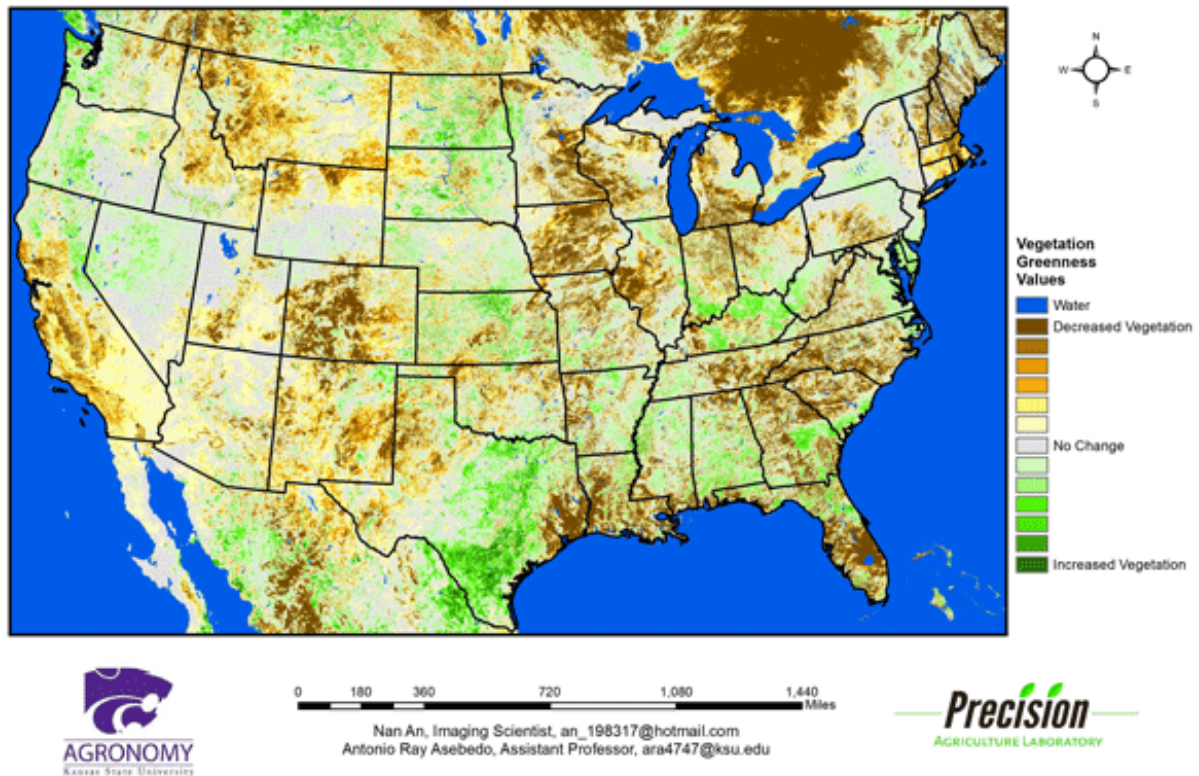 N
W E
S
Vegetation
Greenness
Values
Water
Decreased Vegetation
No Change
Increased Vegetation
0 180 360 720 1,080 1,440
Miles
Nan An, Imaging Scientist, an_198317@hotmail.com
Antonio Ray Asebedo, Assistant Professor, ara4747@ksu.edu
AGRONOMY
Kansas State University
Precision
AGRICULTURE LABORATORY